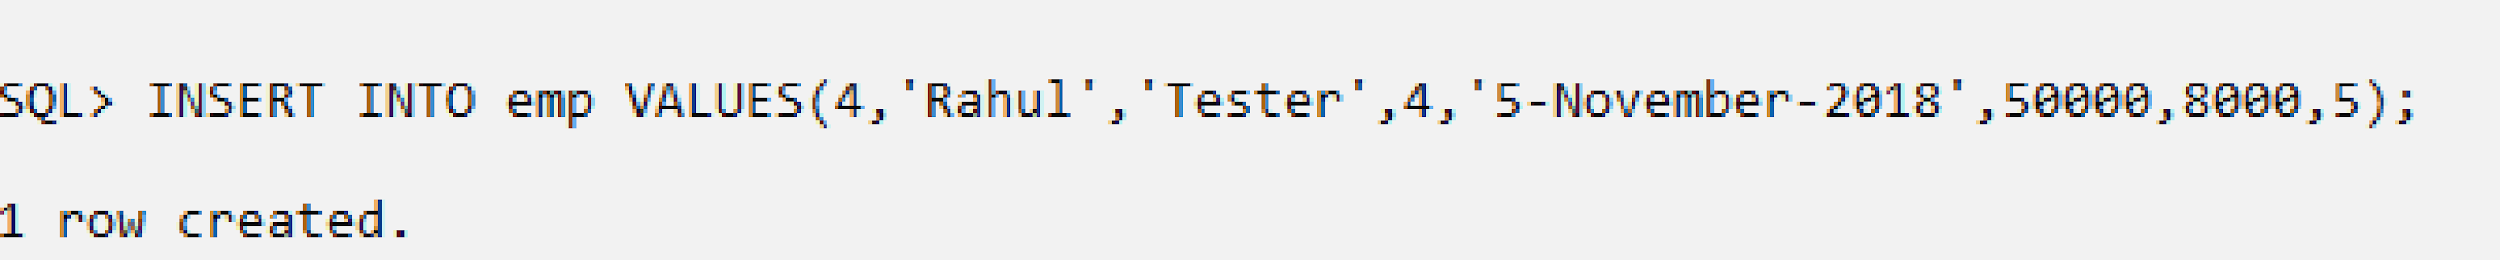 SQL> INSERT INTO emp VALUES(4,'Rahul','Tester',4,'5-November-2018',50000,8000,5);
1 row created.